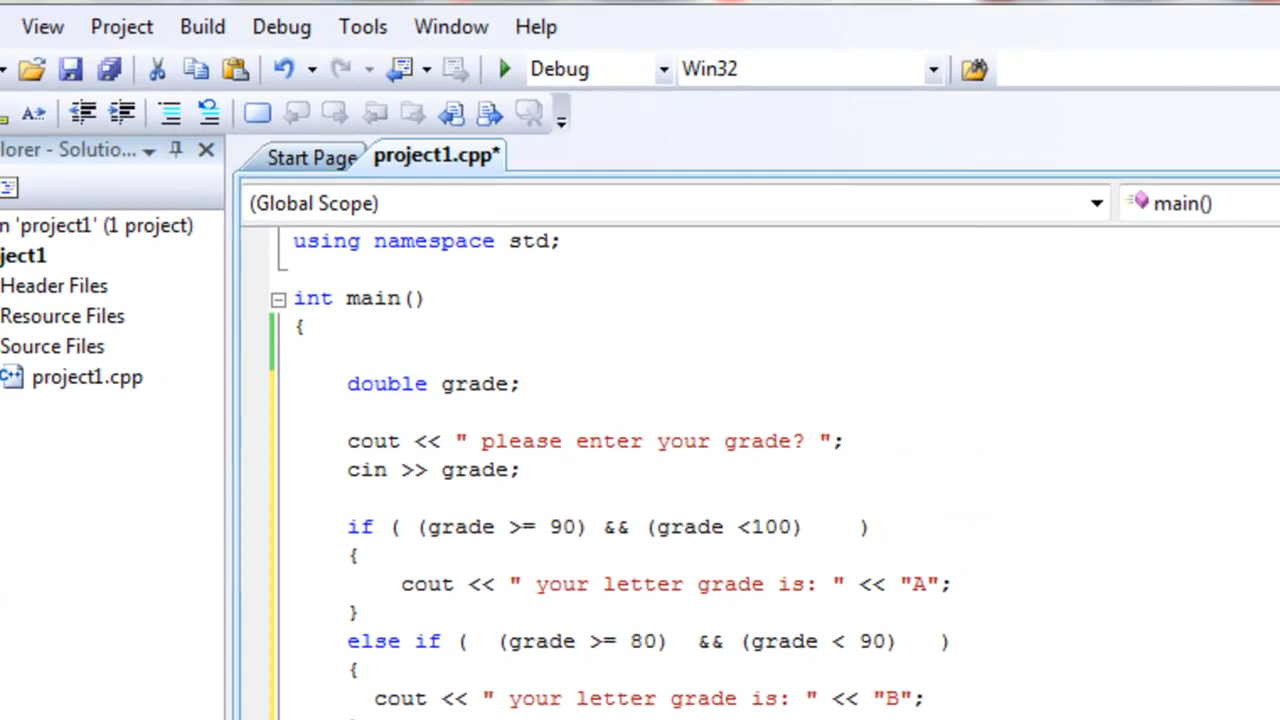 View Project Build Debug Tools Window Help
Debug Win32
A
lorer - Solutio...
Start Page project1.cpp*
(Global Scope) main()
n 'project1' (1 project)
ject1
Header Files
Resource Files
Source Files
project1.cpp
using namespace std;
int main()
{
double grade;
cout << " please enter your grade? ";
cin >> grade;
if ( (grade >= 90) && (grade <100) )
{
cout << " your letter grade is: " << "A";
}
else if ( (grade >= 80) && (grade < 90) )
{
cout << " your letter grade is: " << "B";